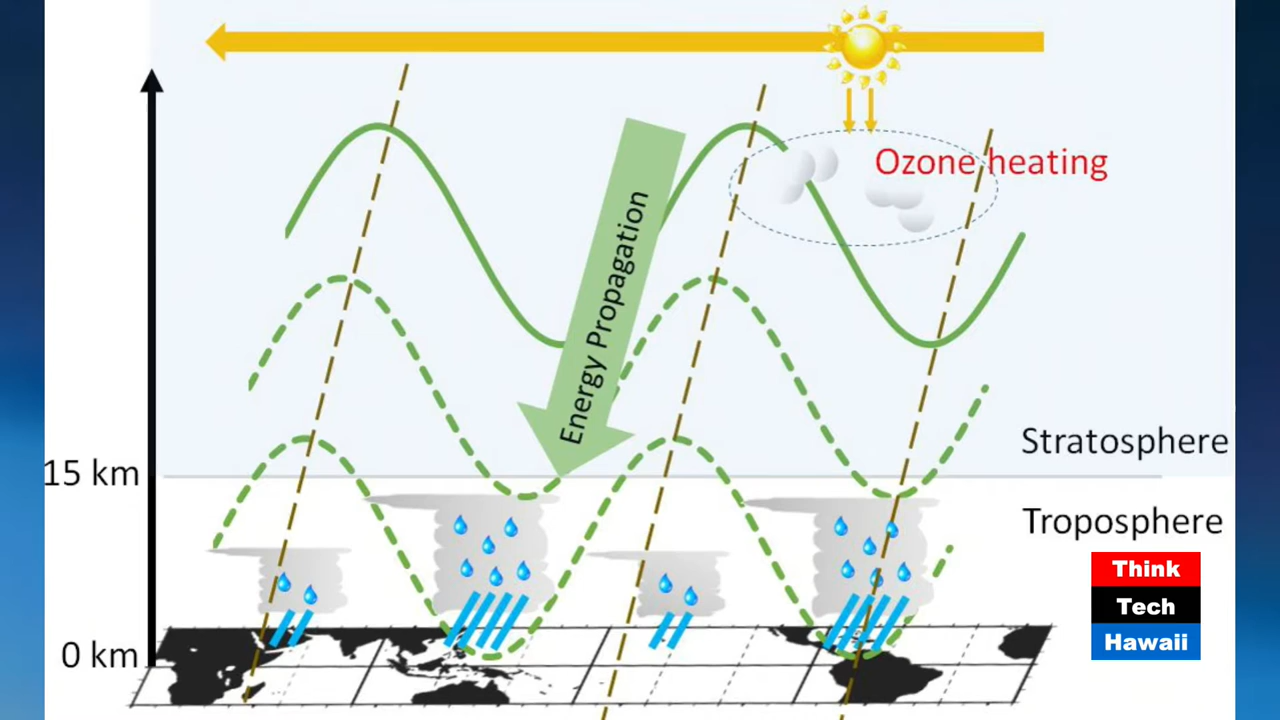 Ozone heating
Energy Propagation
Stratosphere
15 km
Troposphere
Think
Tech
Hawaii
0 km